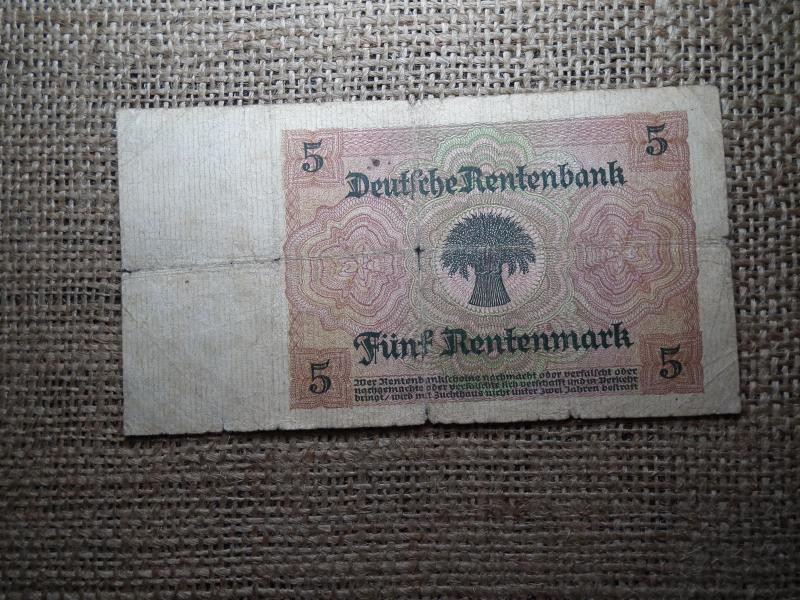 5 5
Deutsche Rentenbank
Fünf Rentenmark
5 5
Wer Rentenbankscheine nachmacht oder verfälscht oder
nachgemachte oder verfälschte sich verschafft und in Verkehr
bringt, wird mit Zuchthaus nicht unter zwei Jahren bestraft